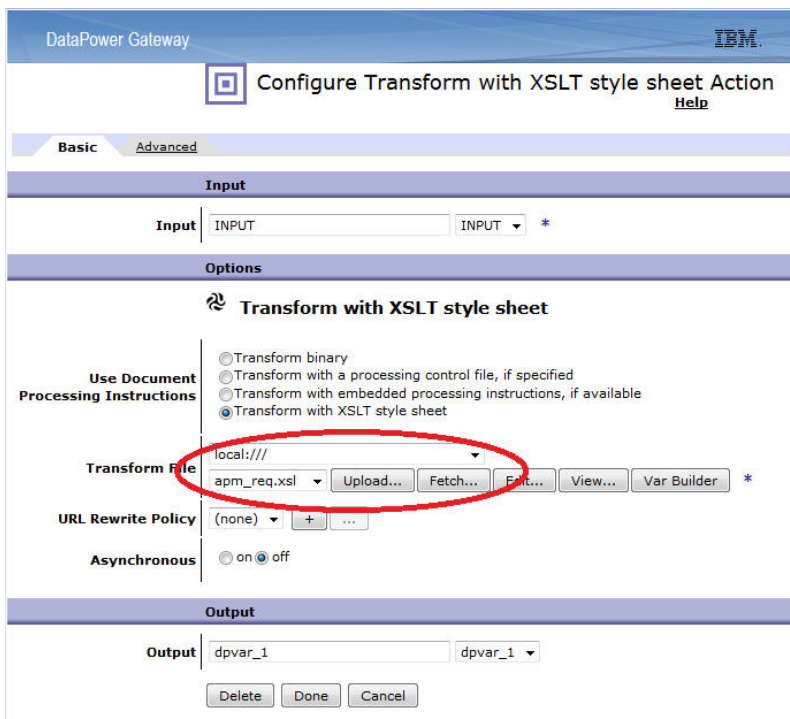 DataPower Gateway
IBM.
Configure Transform with XSLT style sheet Action
Help
Basic
Advanced
Input
Input
INPUT
INPUT
*
Options
Transform with XSLT style sheet
Use Document
Processing Instructions
Transform binary
Transform with a processing control file, if specified
Transform with embedded processing instructions, if available
Transform with XSLT style sheet
Transform File
local:///
apm_req.xsl
Upload...
Fetch...
Edit...
View...
Var Builder
*
URL Rewrite Policy
(none)
+
...
Asynchronous
on
off
Output
Output
dpvar_1
dpvar_1
Delete
Done
Cancel